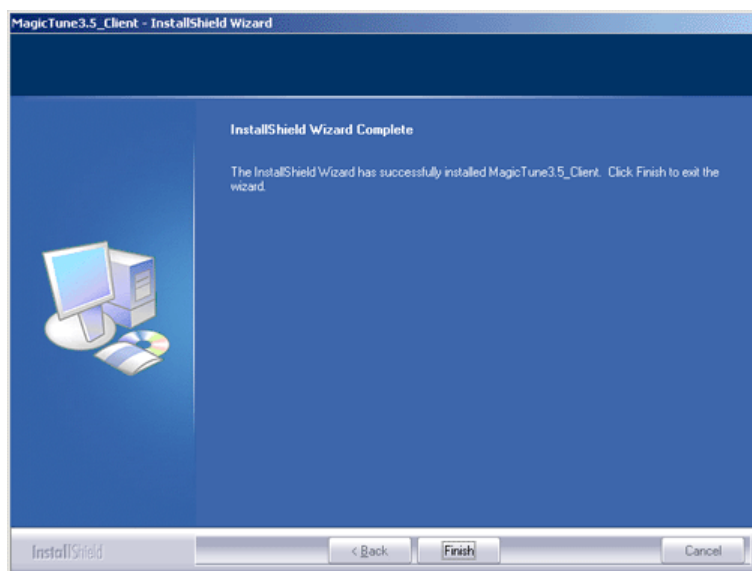 MagicTune3.5_Client - InstallShield Wizard
InstallShield Wizard Complete
The InstallShield Wizard has successfully installed MagicTune3.5_Client. Click Finish to exit the
wizard.
InstallShield
< Back
Finish
Cancel